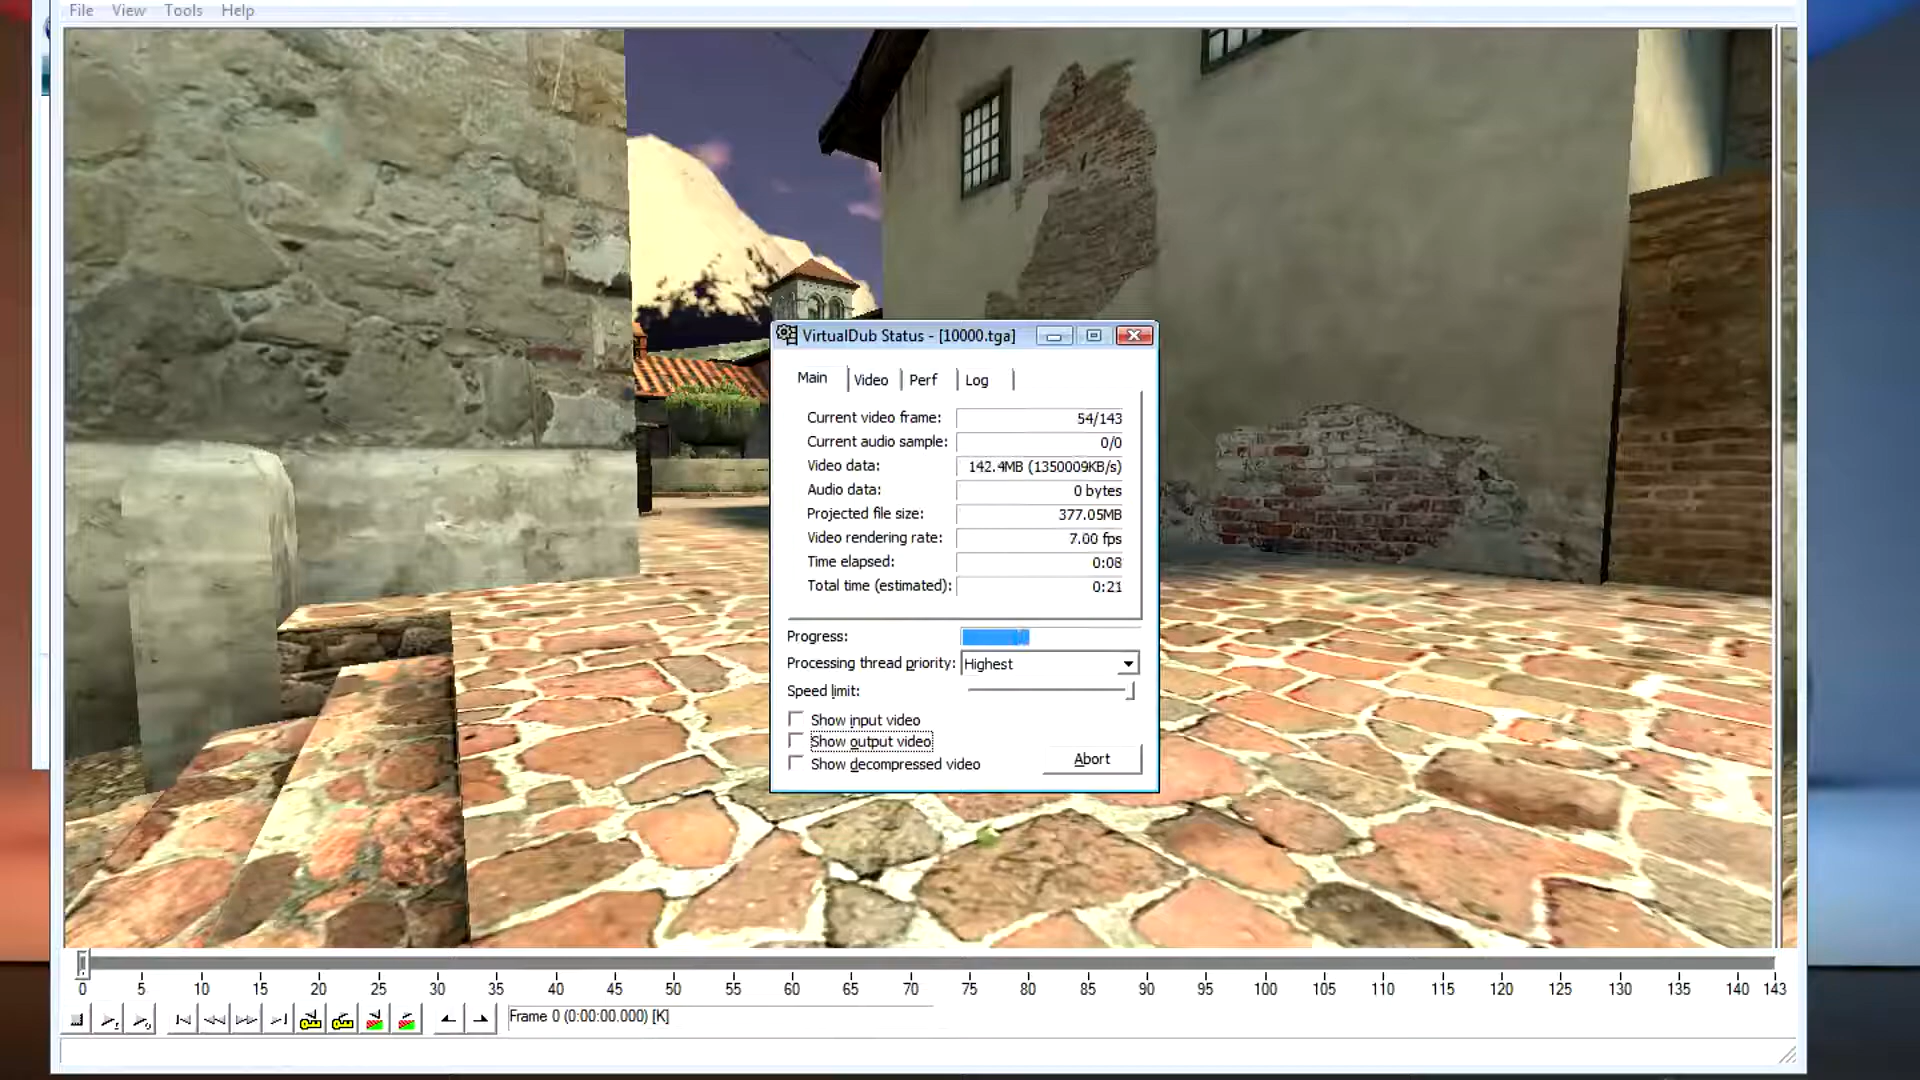 File View Tools Help
VirtualDub Status - [10000.tga]
Main Video Perf Log
Current video frame: 54/143
Current audio sample: 0/0
Video data: 142.4MB (1350009KB/s)
Audio data: 0 bytes
Projected file size: 377.05MB
Video rendering rate: 7.00 fps
Time elapsed: 0:08
Total time (estimated): 0:21
Progress:
Processing thread priority: Highest
Speed limit:
Show input video
Show output video
Show decompressed video
Abort
0 5 10 15 20 25 30 35 40 45 50 55 60 65 70 75 80 85 90 95 100 105 110 115 120 125 130 135 140 143
Frame 0 (0:00:00.000) [K]